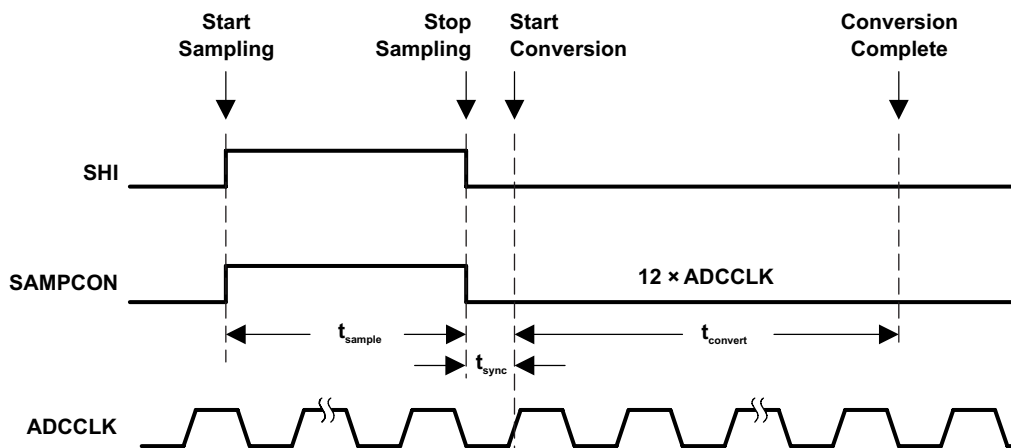 Start
Sampling
Stop
Sampling
Start
Conversion
Conversion
Complete
SHI
SAMPCON
12 × ADCCLK
tsample
tconvert
tsync
ADCCLK